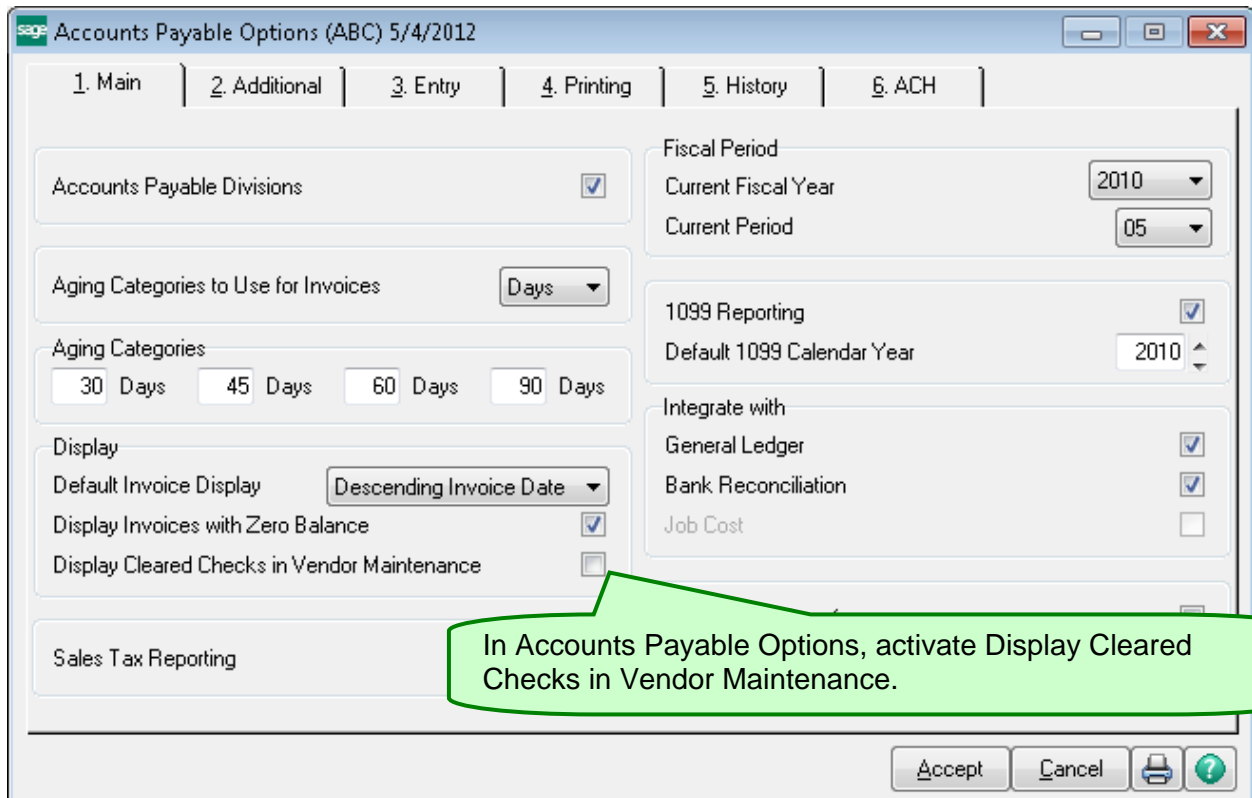 sage Accounts Payable Options (ABC) 5/4/2012
1. Main 2. Additional 3. Entry 4. Printing 5. History 6. ACH
Accounts Payable Divisions
Aging Categories to Use for Invoices Days
Aging Categories
30 Days 45 Days 60 Days 90 Days
Display
Default Invoice Display Descending Invoice Date
Display Invoices with Zero Balance
Display Cleared Checks in Vendor Maintenance
Sales Tax Reporting
Fiscal Period
Current Fiscal Year 2010
Current Period 05
1099 Reporting
Default 1099 Calendar Year 2010
Integrate with
General Ledger
Bank Reconciliation
Job Cost
In Accounts Payable Options, activate Display Cleared
Checks in Vendor Maintenance.
Accept Cancel ?